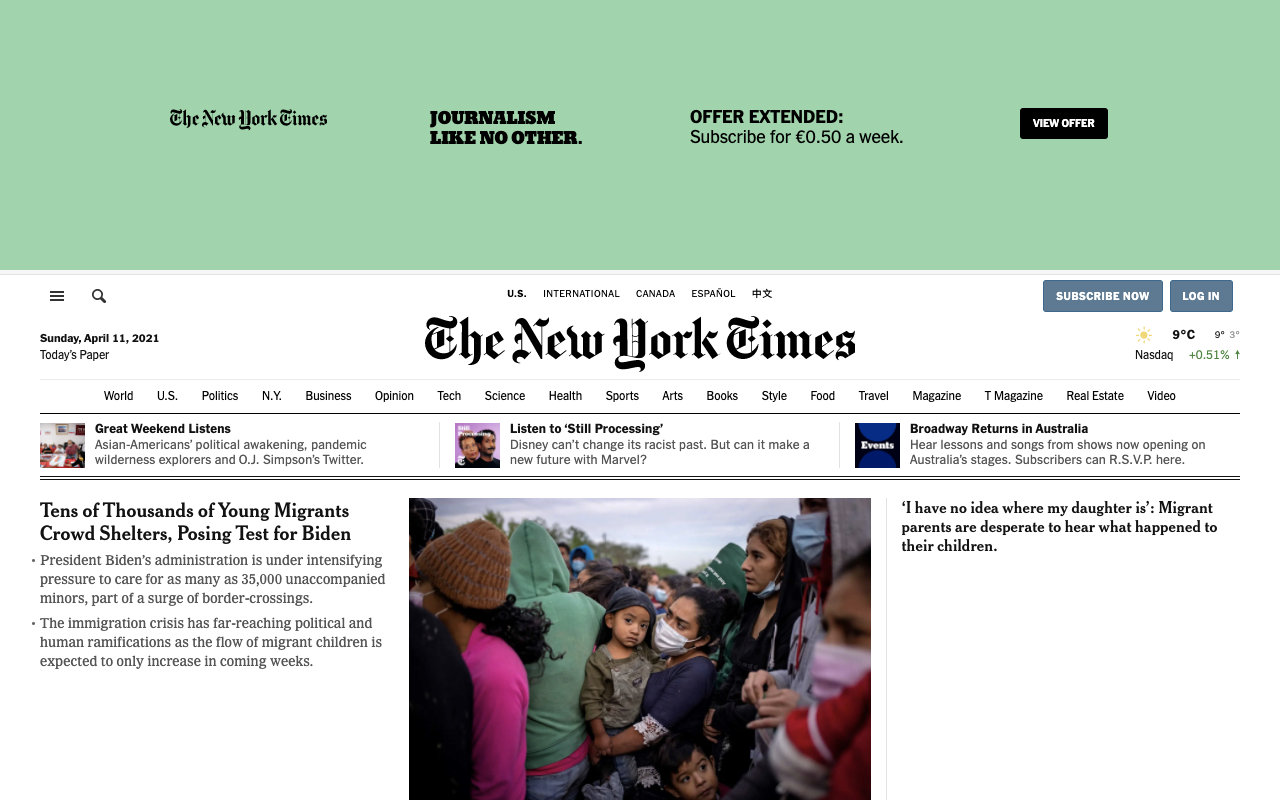 The New York Times
JOURNALISM
LIKE NO OTHER.
OFFER EXTENDED:
Subscribe for €0.50 a week.
VIEW OFFER
U.S. INTERNATIONAL CANADA ESPAÑOL 中文
SUBSCRIBE NOW LOG IN
Sunday, April 11, 2021
Today's Paper
The New York Times
9°C 9° 3°
Nasdaq +0.51% ↑
World U.S. Politics N.Y. Business Opinion Tech Science Health Sports Arts Books Style Food Travel Magazine T Magazine Real Estate Video
Great Weekend Listens
Asian-Americans' political awakening, pandemic
wilderness explorers and O.J. Simpson's Twitter.
Still
Processing
Listen to ‘Still Processing’
Disney can't change its racist past. But can it make a
new future with Marvel?
Events
Broadway Returns in Australia
Hear lessons and songs from shows now opening on
Australia's stages. Subscribers can R.S.V.P. here.
Tens of Thousands of Young Migrants
Crowd Shelters, Posing Test for Biden
• President Biden's administration is under intensifying
pressure to care for as many as 35,000 unaccompanied
minors, part of a surge of border-crossings.
• The immigration crisis has far-reaching political and
human ramifications as the flow of migrant children is
expected to only increase in coming weeks.
‘I have no idea where my daughter is’: Migrant
parents are desperate to hear what happened to
their children.